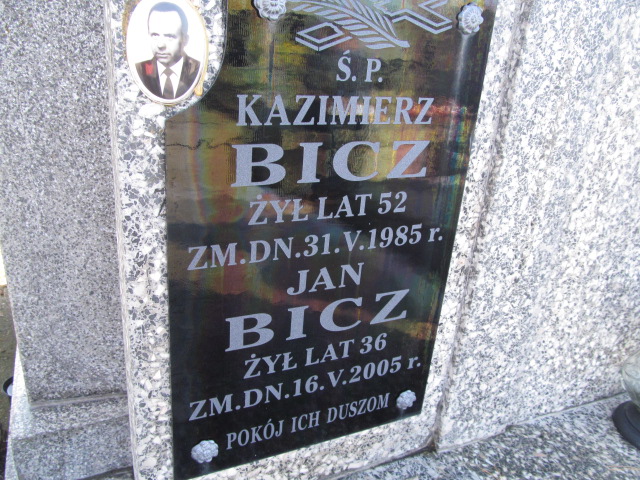 Ś. P.
KAZIMIERZ
BICZ
ŻYŁ LAT 52
ZM.DN.31.V.1985 r.
JAN
BICZ
ŻYŁ LAT 36
ZM.DN.16.V.2005 r.
POKÓJ ICH DUSZOM